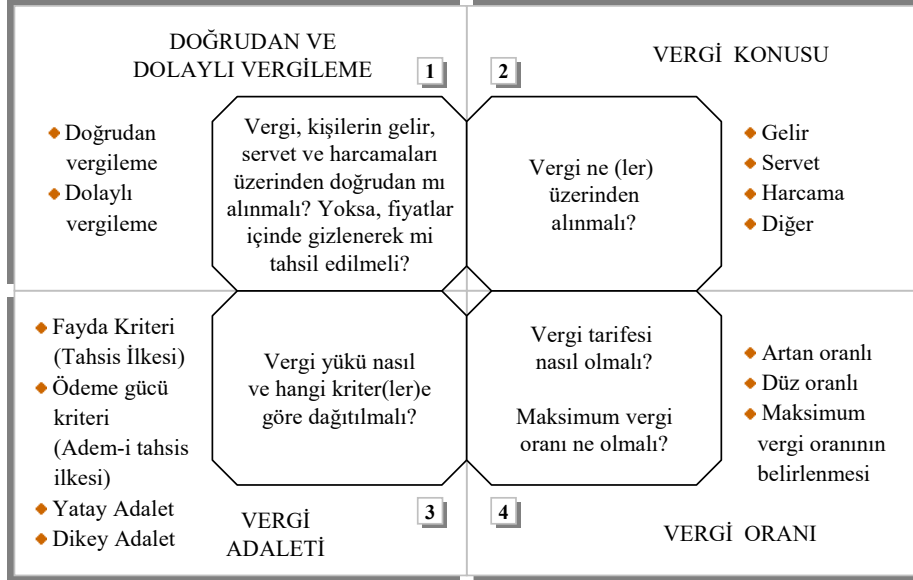 DOĞRUDAN VE
DOLAYLI VERGİLEME
1
Doğrudan
vergileme
Dolaylı
vergileme
Vergi, kişilerin gelir,
servet ve harcamaları
üzerinden doğrudan mı
alınmalı? Yoksa, fiyatlar
içinde gizlenerek mi
tahsil edilmeli?
2
VERGİ KONUSU
Vergi ne (ler)
üzerinden
alınmalı?
Gelir
Servet
Harcama
Diğer
Fayda Kriteri
(Tahsis İlkesi)
Ödeme gücü
kriteri
(Adem-i tahsis
ilkesi)
Yatay Adalet
Dikey Adalet
Vergi yükü nasıl
ve hangi kriter(ler)e
göre dağıtılmalı?
3
VERGİ
ADALETİ
Vergi tarifesi
nasıl olmalı?
Maksimum vergi
oranı ne olmalı?
Artan oranlı
Düz oranlı
Maksimum
vergi oranının
belirlenmesi
4
VERGİ ORANI